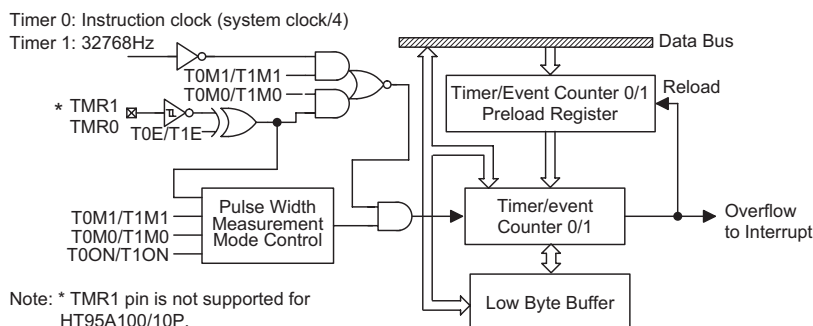 Timer 0: Instruction clock (system clock/4)
Timer 1: 32768Hz
T0M1/T1M1
T0M0/T1M0
* TMR1
TMR0
T0E/T1E
T0M1/T1M1
T0M0/T1M0
T0ON/T1ON
Pulse Width
Measurement
Mode Control
Data Bus
Timer/Event Counter 0/1
Preload Register
Reload
Timer/event
Counter 0/1
Overflow
to Interrupt
Low Byte Buffer
Note: * TMR1 pin is not supported for
HT95A100/10P.